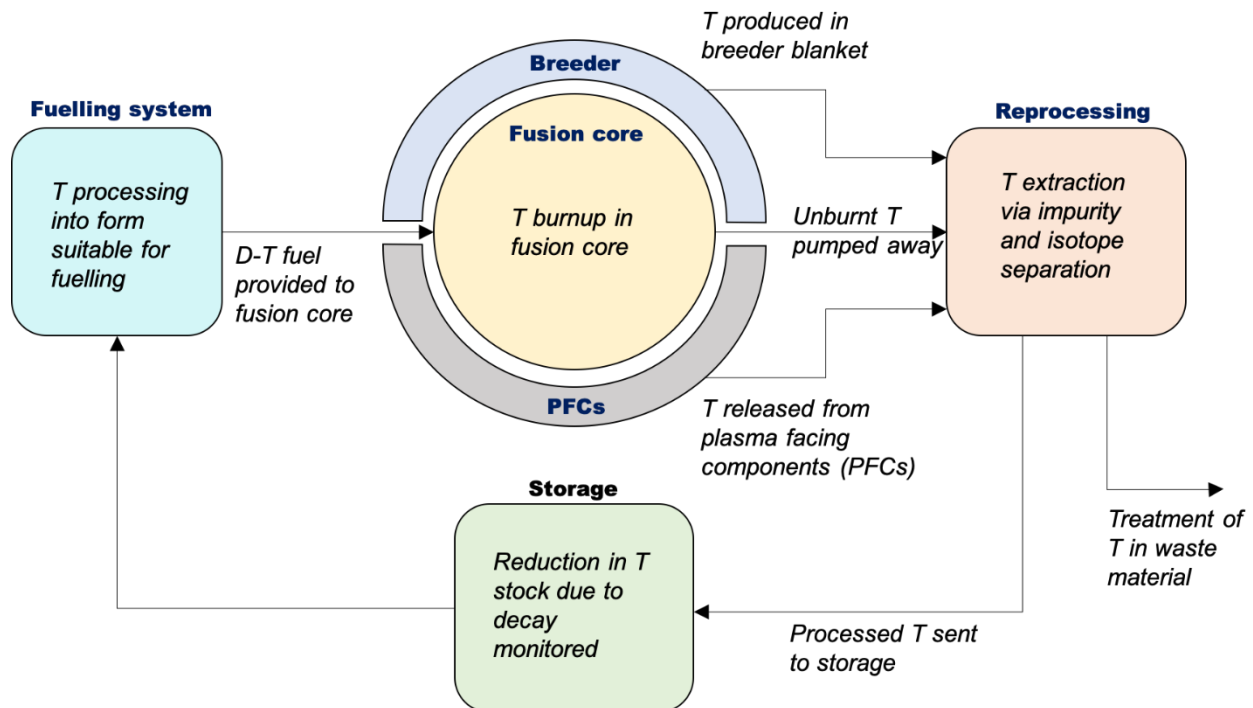 T produced in
breeder blanket
Breeder
Fuelling system
Reprocessing
Fusion core
T processing
into form
suitable for
fuelling
T burnup in
fusion core
Unburnt T
pumped away
T extraction
via impurity
and isotope
separation
D-T fuel
provided to
fusion core
PFCs
T released from
plasma facing
components (PFCs)
Storage
Reduction in T
stock due to
decay
monitored
Processed T sent
to storage
Treatment of
T in waste
material